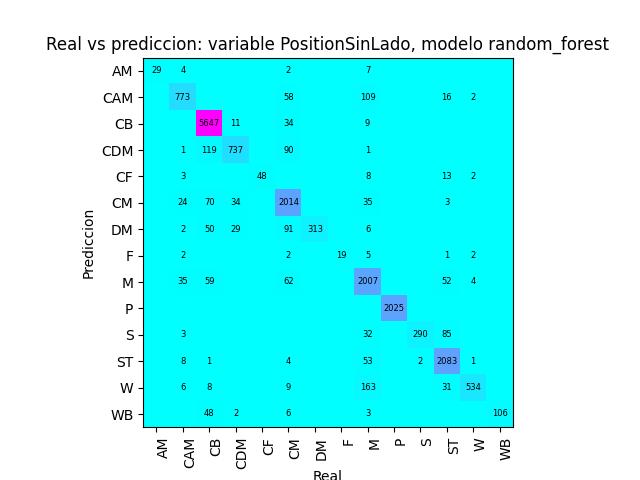 Real vs prediccion: variable PositionSinLado, modelo random_forest
AM 29 4 2 7
CAM 773 58 109 16 2
CB 5647 11 34 9
CDM 1 119 737 90 1
CF 3 48 8 13 2
CM 24 70 34 2014 35 3
DM 2 50 29 91 313 6
F 2 2 19 5 1 2
M 35 59 62 2007 52 4
P 2025
S 3 32 290 85
ST 8 1 4 53 2 2083 1
W 6 8 9 163 31 534
WB 48 2 6 3 106
Prediccion
AM CAM CB CDM CF CM DM F M P S ST W WB
Real